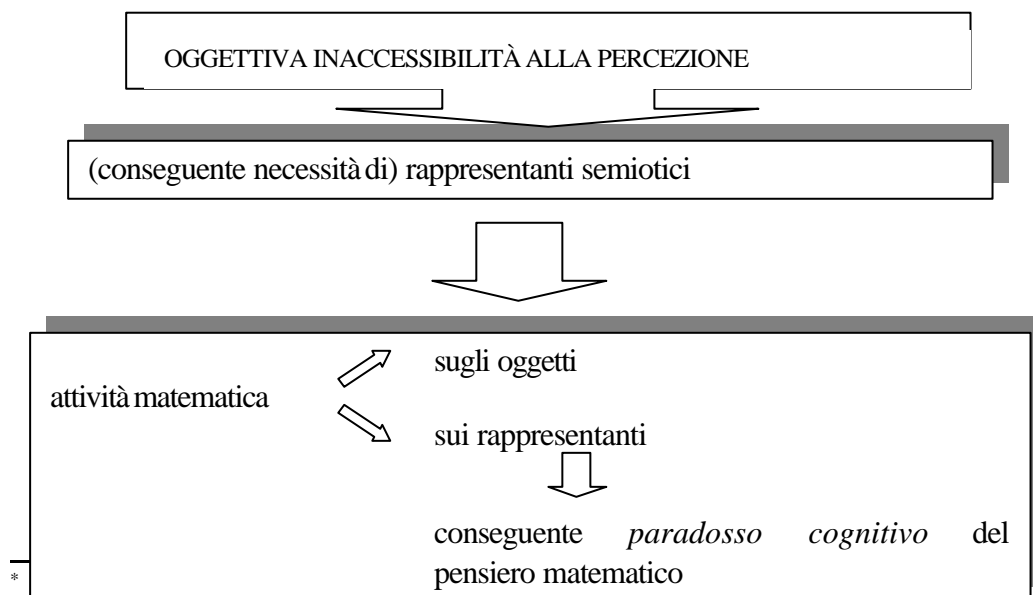 OGGETTIVA INACCESSIBILITÀ ALLA PERCEZIONE
(conseguente necessità di) rappresentanti semiotici
sugli oggetti
attività matematica
sui rappresentanti
conseguente paradosso cognitivo del
pensiero matematico
*